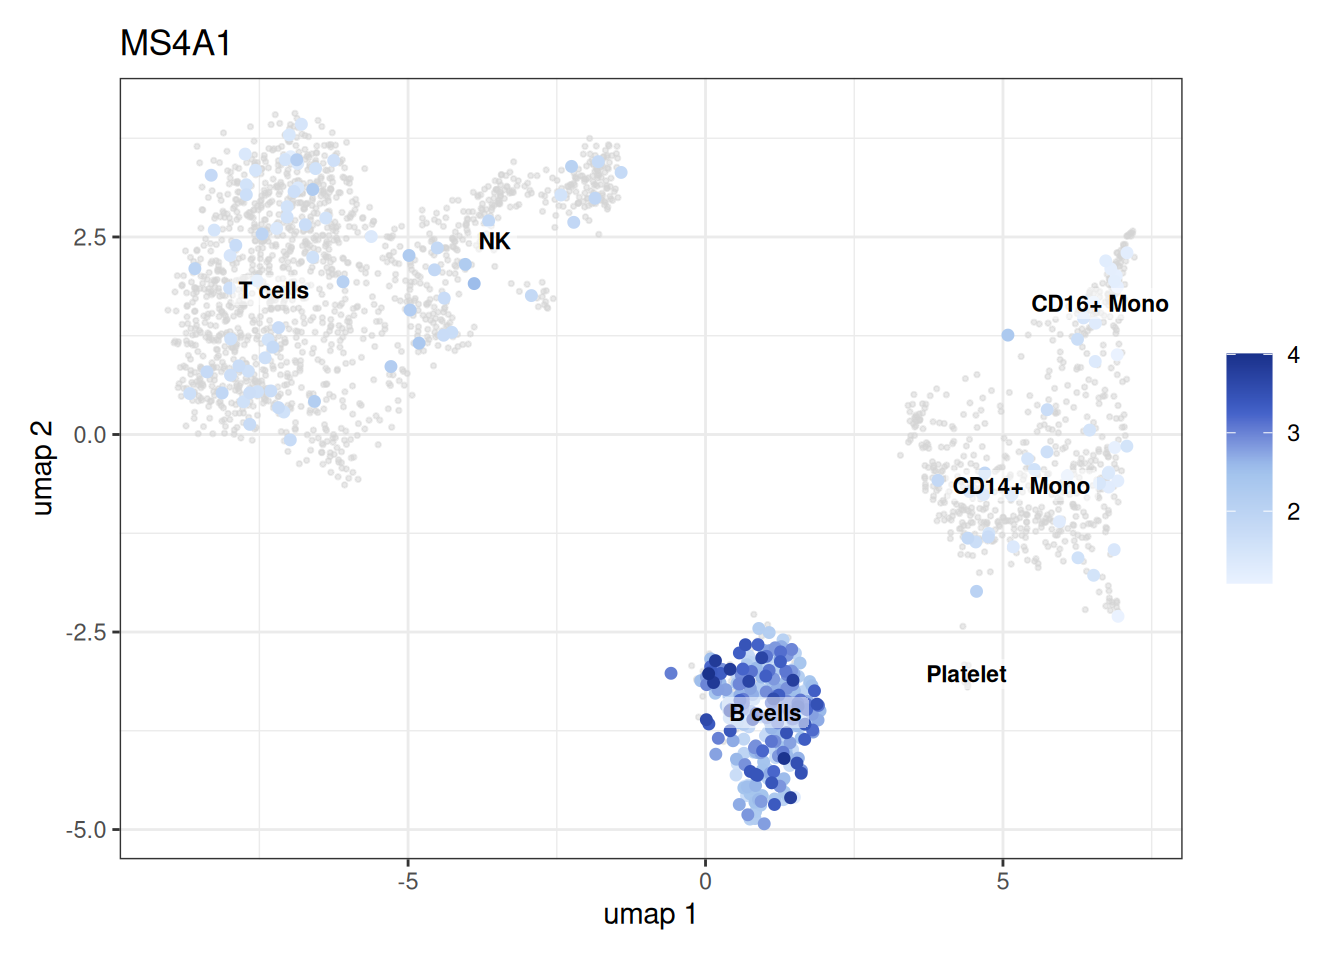 MS4A1
2.5
0.0
-2.5
-5.0
umap 2
T cells
NK
CD16+ Mono
CD14+ Mono
Platelet
B cells
-5
0
5
umap 1
4
3
2